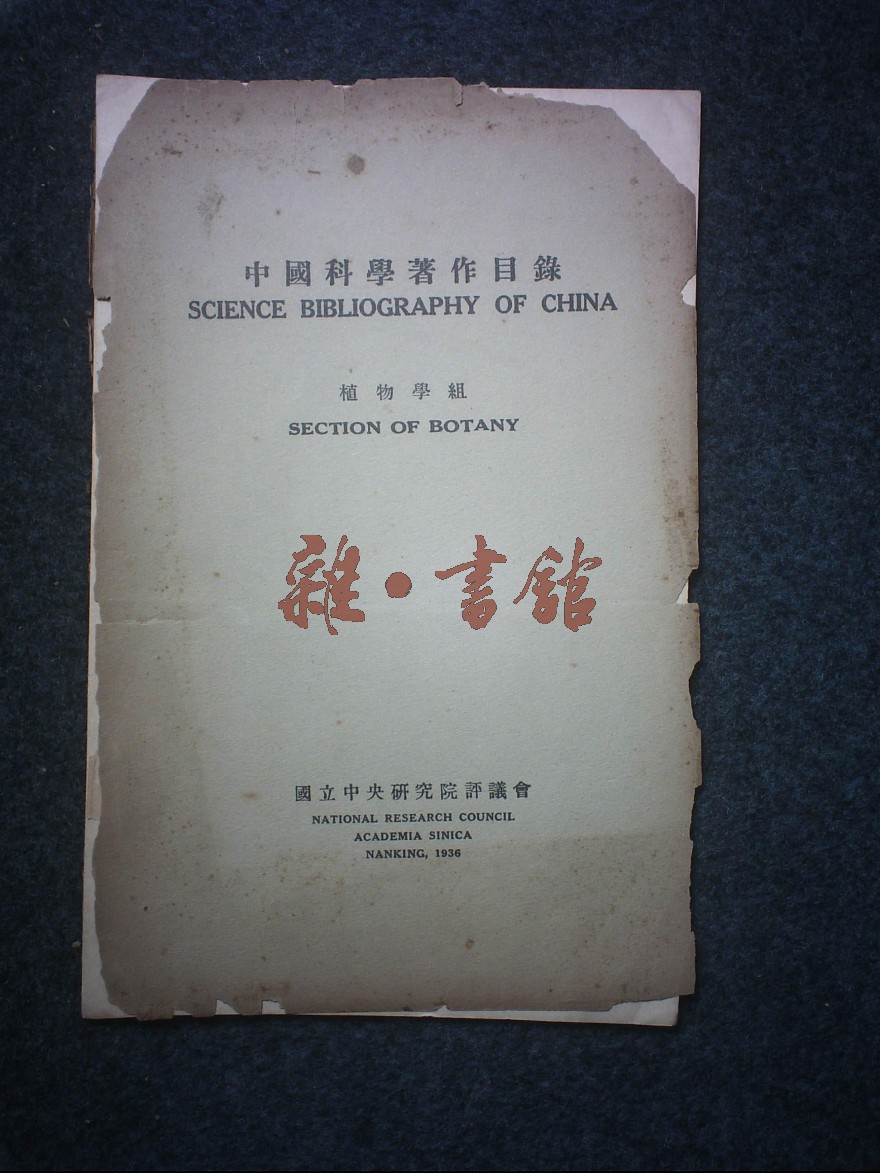 中國科學著作目錄
SCIENCE BIBLIOGRAPHY OF CHINA
植物學組
SECTION OF BOTANY
雜·書館
國立中央研究院評議會
NATIONAL RESEARCH COUNCIL
ACADEMIA SINICA
NANKING, 1936